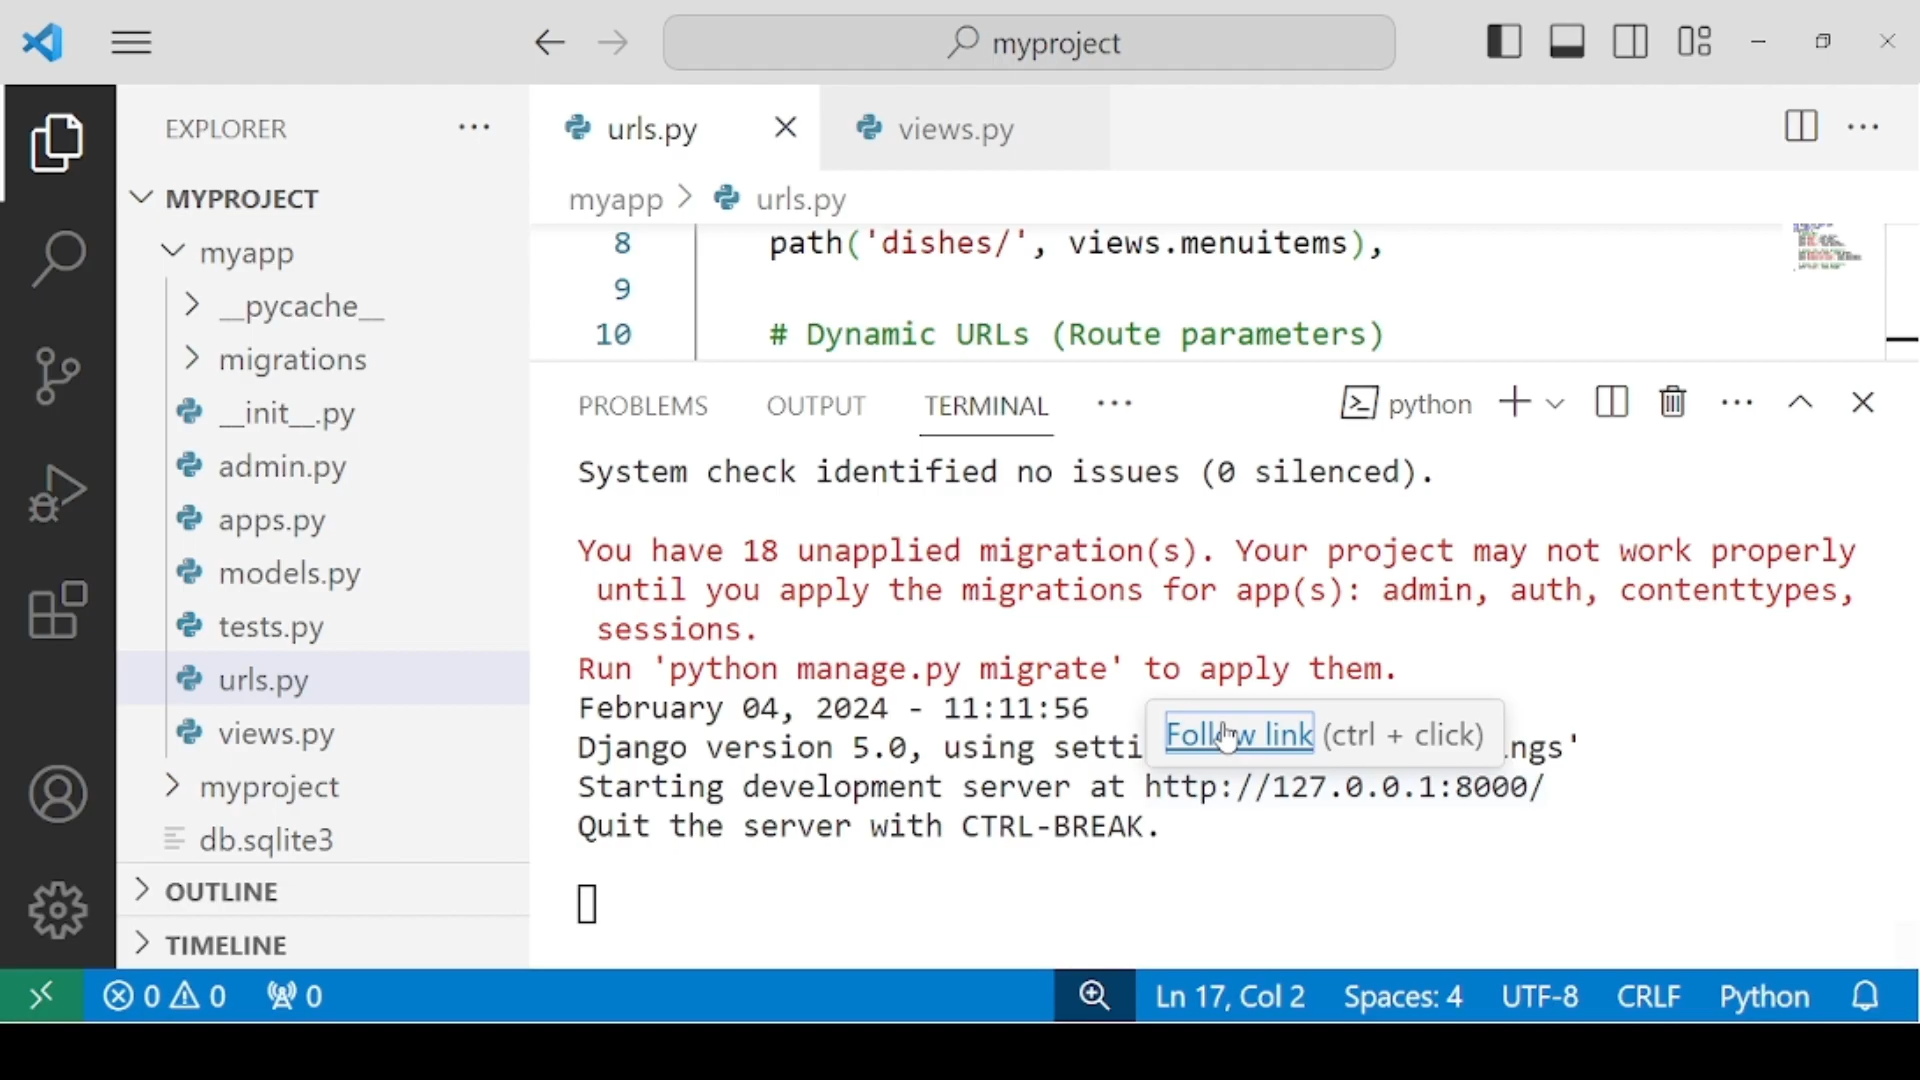 myproject
EXPLORER
MYPROJECT
myapp
__pycache__
migrations
__init__.py
admin.py
apps.py
models.py
tests.py
urls.py
views.py
myproject
db.sqlite3
OUTLINE
TIMELINE
urls.py
views.py
myapp > urls.py
8 path('dishes/', views.menuitems),
9
10 # Dynamic URLs (Route parameters)
PROBLEMS OUTPUT TERMINAL
python
System check identified no issues (0 silenced).
You have 18 unapplied migration(s). Your project may not work properly
until you apply the migrations for app(s): admin, auth, contenttypes,
sessions.
Run 'python manage.py migrate' to apply them.
February 04, 2024 - 11:11:56
Follow link (ctrl + click)
Django version 5.0, using setti ngs'
Starting development server at http://127.0.0.1:8000/
Quit the server with CTRL-BREAK.
0 0 0
Ln 17, Col 2 Spaces: 4 UTF-8 CRLF Python